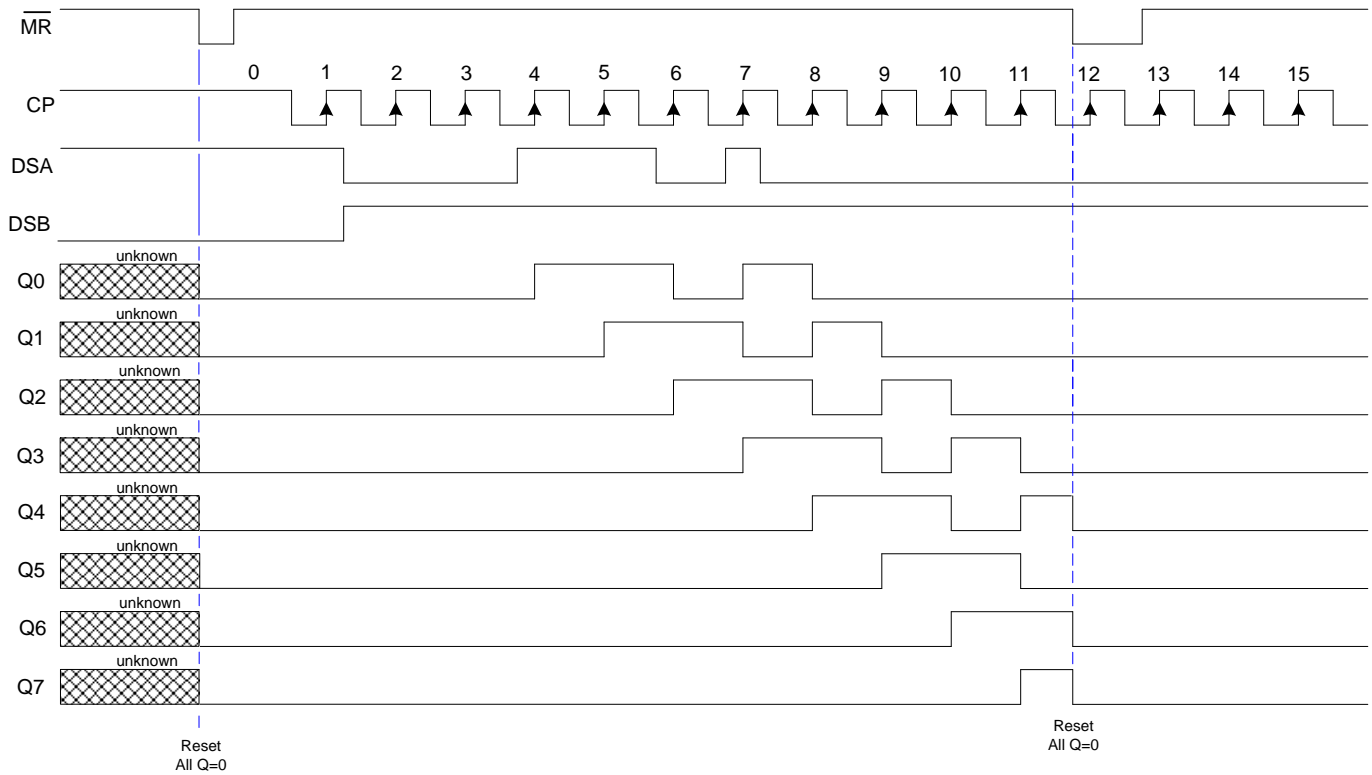 MR
0 1 2 3 4 5 6 7 8 9 10 11 12 13 14 15
CP
DSA
DSB
unknown
Q0
unknown
Q1
unknown
Q2
unknown
Q3
unknown
Q4
unknown
Q5
unknown
Q6
unknown
Q7
Reset
All Q=0
Reset
All Q=0